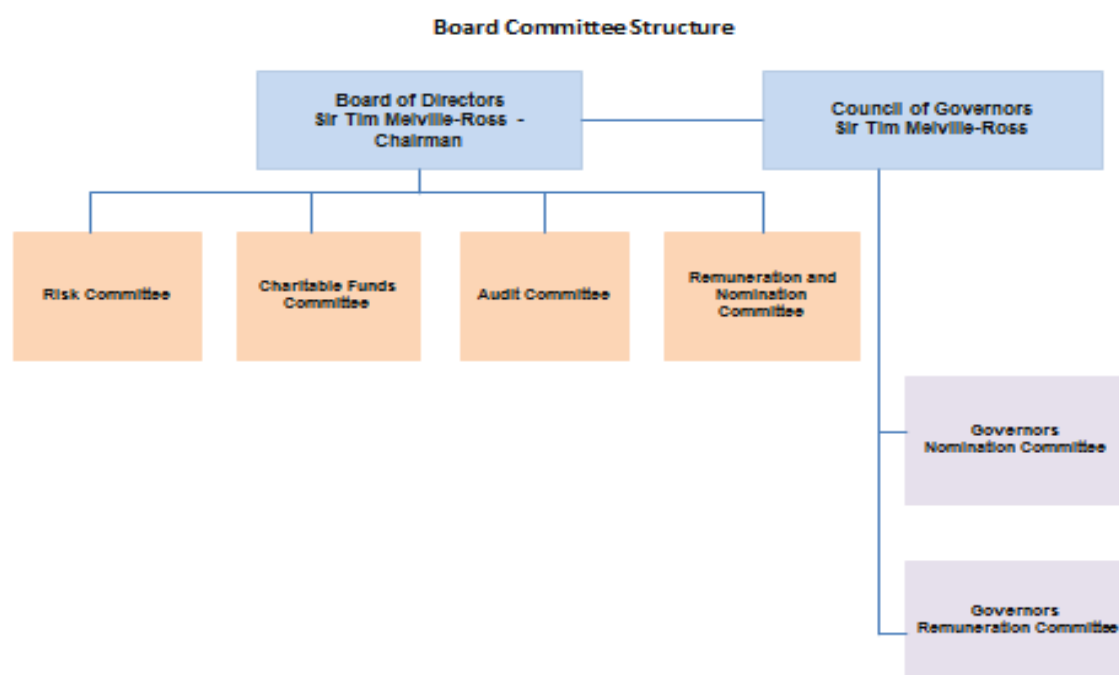 Board Committee Structure
Board of Directors
Sir Tim Melville-Ross -
Chairman
Council of Governors
Sir Tim Melville-Ross
Risk Committee
Charitable Funds
Committee
Audit Committee
Remuneration and
Nomination
Committee
Governors
Nomination Committee
Governors
Remuneration Committee